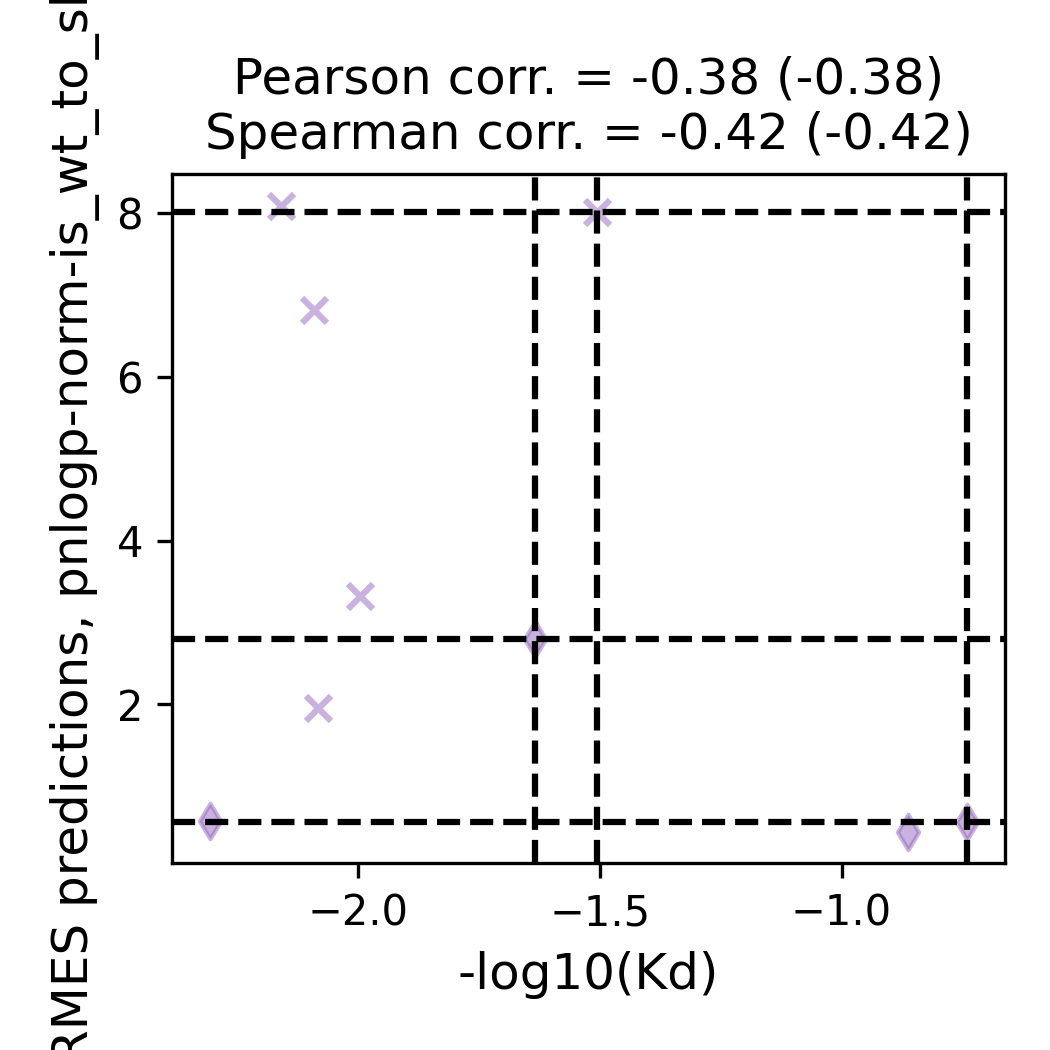 Pearson corr. = -0.38 (-0.38)
Spearman corr. = -0.42 (-0.42)
RMES predictions, pnlogp-norm-is_wt_to_sl
8
6
4
2
−2.0
−1.5
−1.0
-log10(Kd)